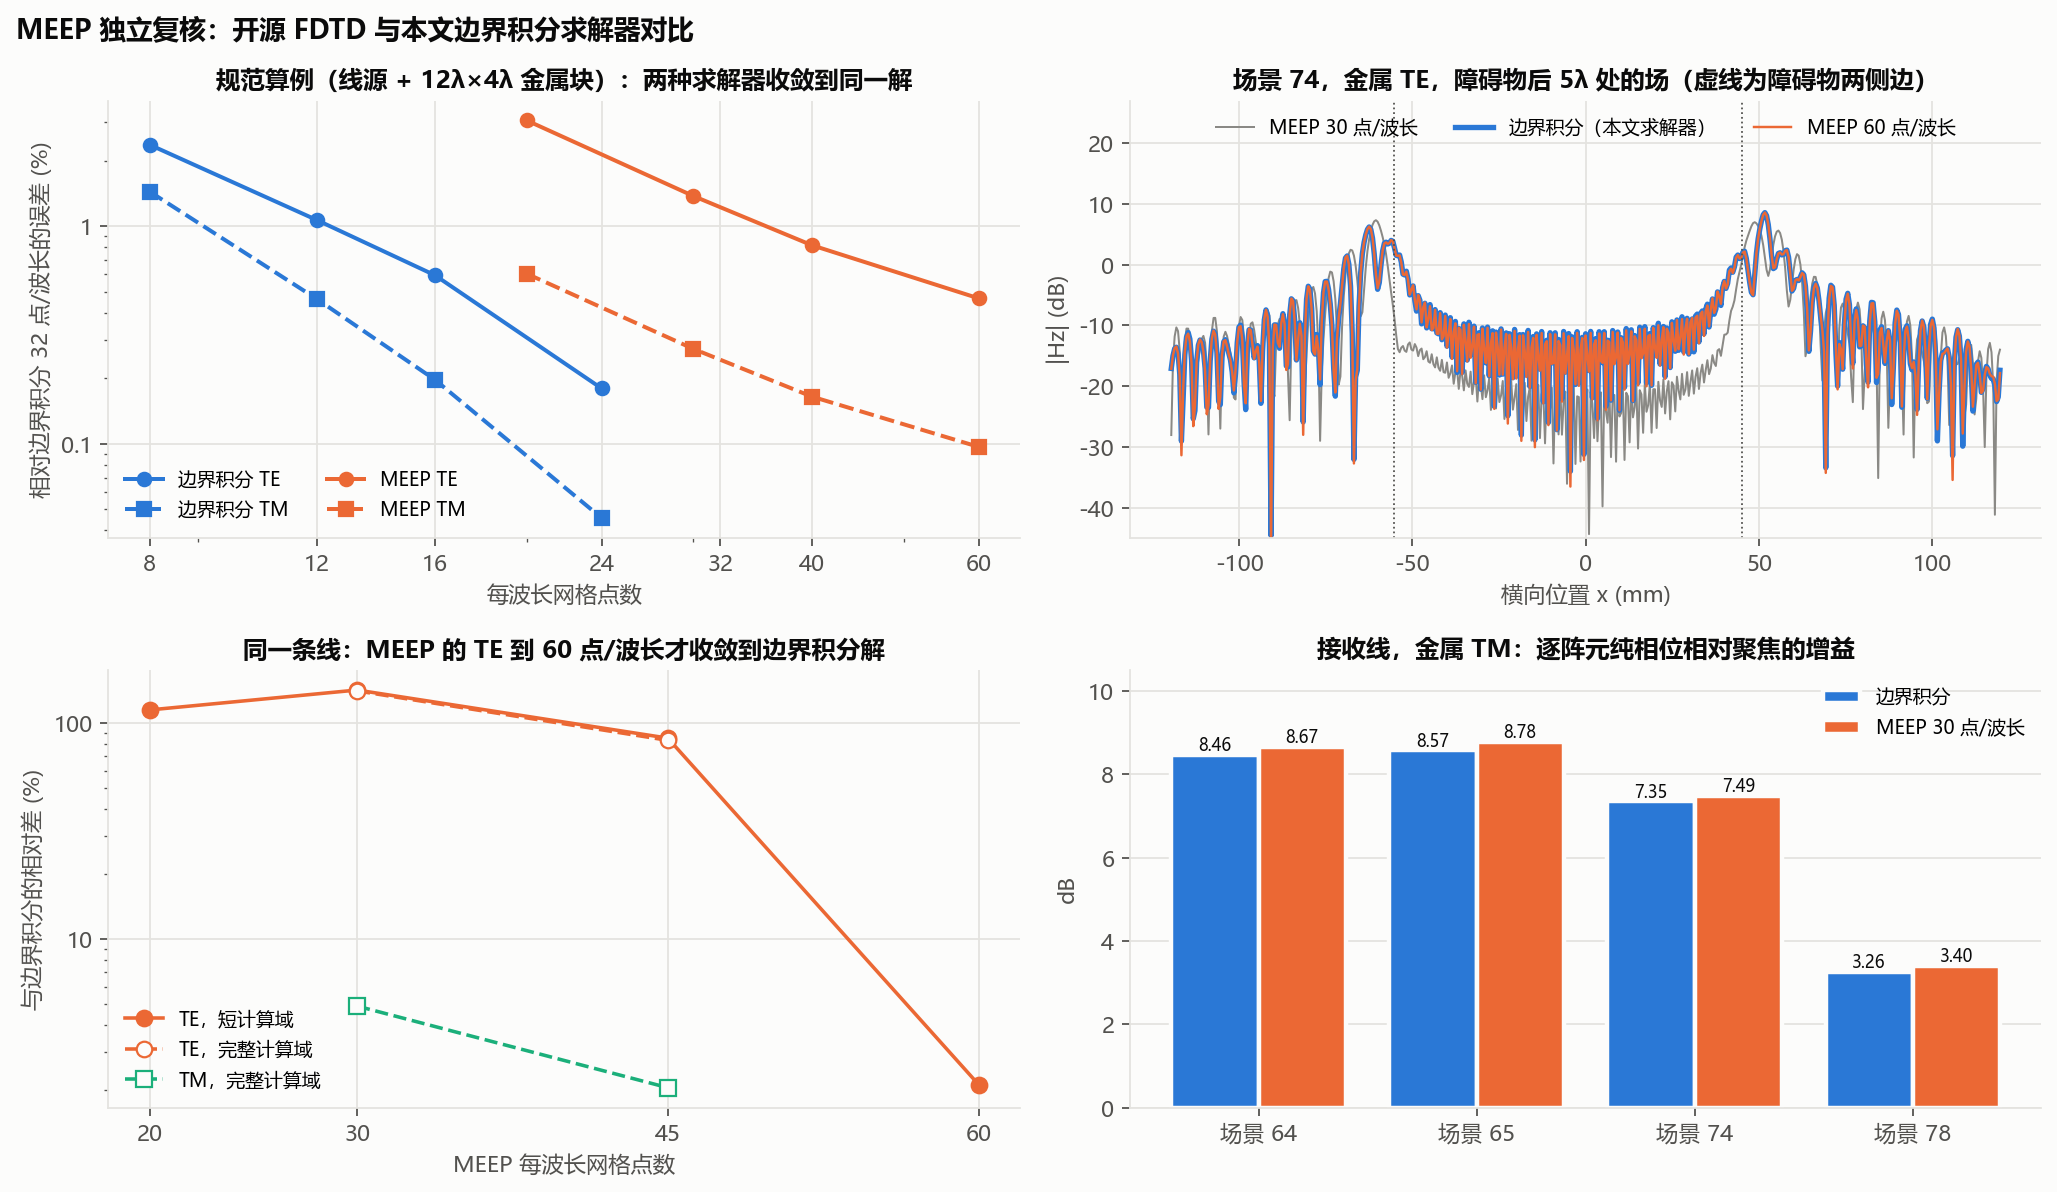 MEEP 独立复核：开源 FDTD 与本文边界积分求解器对比
规范算例（线源 + 12λ×4λ 金属块）：两种求解器收敛到同一解
相对边界积分 32 点/波长的误差 (%)
1
0.1
边界积分 TE
边界积分 TM
MEEP TE
MEEP TM
8
12
16
24
32
40
60
每波长网格点数
场景 74，金属 TE，障碍物后 5λ 处的场（虚线为障碍物两侧边）
MEEP 30 点/波长
边界积分（本文求解器）
MEEP 60 点/波长
|Hz| (dB)
20
10
0
-10
-20
-30
-40
-100
-50
0
50
100
横向位置 x (mm)
同一条线：MEEP 的 TE 到 60 点/波长才收敛到边界积分解
与边界积分的相对差 (%)
100
10
TE，短计算域
TE，完整计算域
TM，完整计算域
20
30
45
60
MEEP 每波长网格点数
接收线，金属 TM：逐阵元纯相位相对聚焦的增益
边界积分
MEEP 30 点/波长
dB
10
8
6
4
2
0
8.46
8.67
8.57
8.78
7.35
7.49
3.26
3.40
场景 64
场景 65
场景 74
场景 78